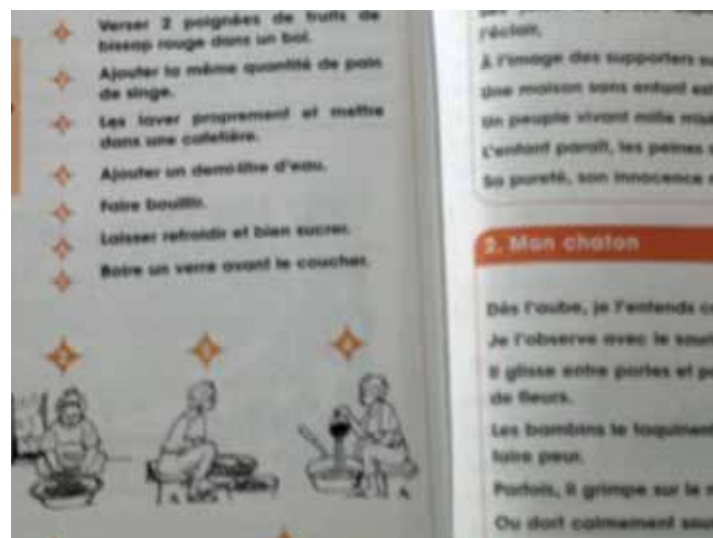 Verser 2 poignées de fruits de
bissap rouge dans un bol.
Ajouter la même quantité de pain
de singe.
Les laver proprement et mettre
dans une cafetière.
Ajouter un demi-litre d'eau.
Faire bouillir.
Laisser refroidir et bien sucrer.
Boire un verre avant le coucher.
l'éclair,
À l'image des supporters
Une maison sans enfant
Un peuple vivant mille
L'enfant paraît, les peines
Sa pureté, son innocence
2. Mon chaton
Dès l'aube, je l'entends
Je l'observe avec le
Il glisse entre portes et
de fleurs.
Les bambins le taquinent
faire peur.
Parfois, il grimpe sur le
Ou dort calmement